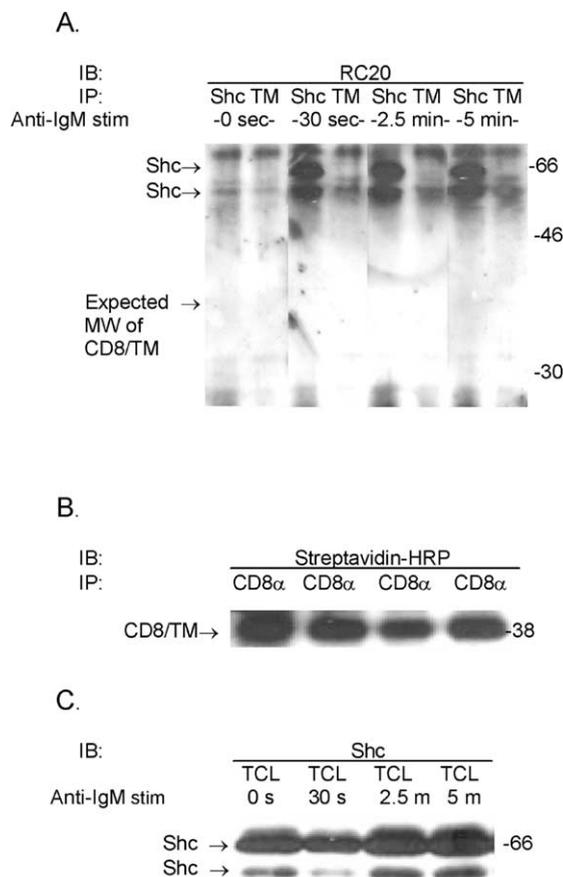 A.
IB: RC20
IP: Shc TM Shc TM Shc TM Shc TM
Anti-IgM stim -0 sec- -30 sec- -2.5 min- -5 min-
Shc→ -66
Shc→
-46
Expected →
MW of
CD8/TM
-30
B.
IB: Streptavidin-HRP
IP: CD8α CD8α CD8α CD8α
CD8/TM→ -38
C.
IB: Shc
TCL TCL TCL TCL
Anti-IgM stim 0 s 30 s 2.5 m 5 m
Shc → -66
Shc →